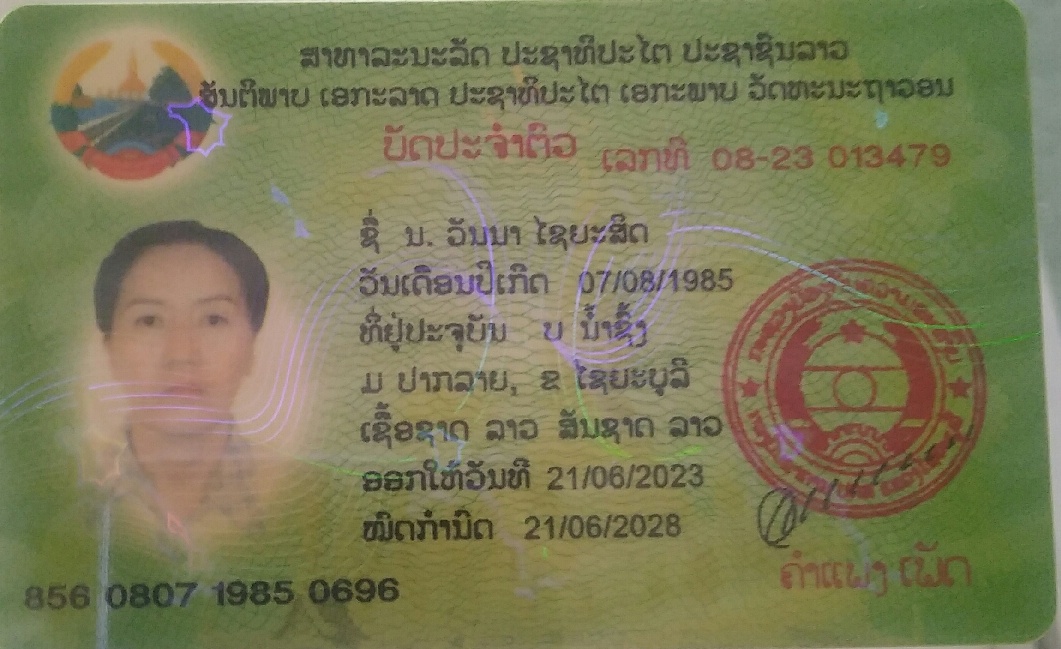 ສາທາລະນະລັດ ປະຊາທິປະໄຕ ປະຊາຊົນລາວ
ສັນຕິພາບ ເອກະລາດ ປະຊາທິປະໄຕ ເອກະພາບ ວັດທະນະຖາວອນ
ບັດປະຈຳຕົວ ເລກທີ 08-23 013479
ຊື່ ນ. ວັນນາ ໄຊຍະສິດ
ວັນເດືອນປີເກີດ 07/08/1985
ທີ່ຢູ່ປະຈຸບັນ ບ ນ້ຳຊົ້ງ
ມ ປາກລາຍ, ຂ ໄຊຍະບູລີ
ເຊື້ອຊາດ ລາວ ສັນຊາດ ລາວ
ອອກໃຫ້ວັນທີ 21/06/2023
ໝົດກຳນົດ 21/06/2028
ຄຳແພງ ເພັດ
856 0807 1985 0696